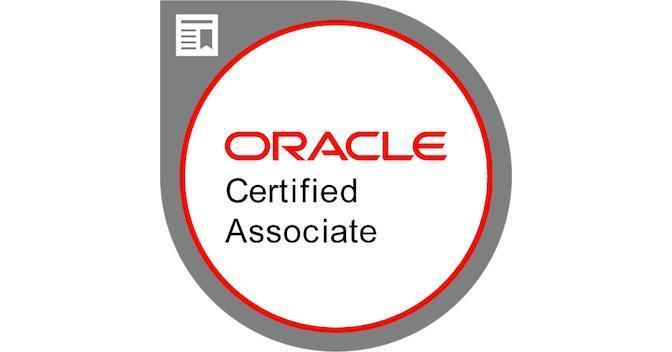 ORACLE
Certified
Associate